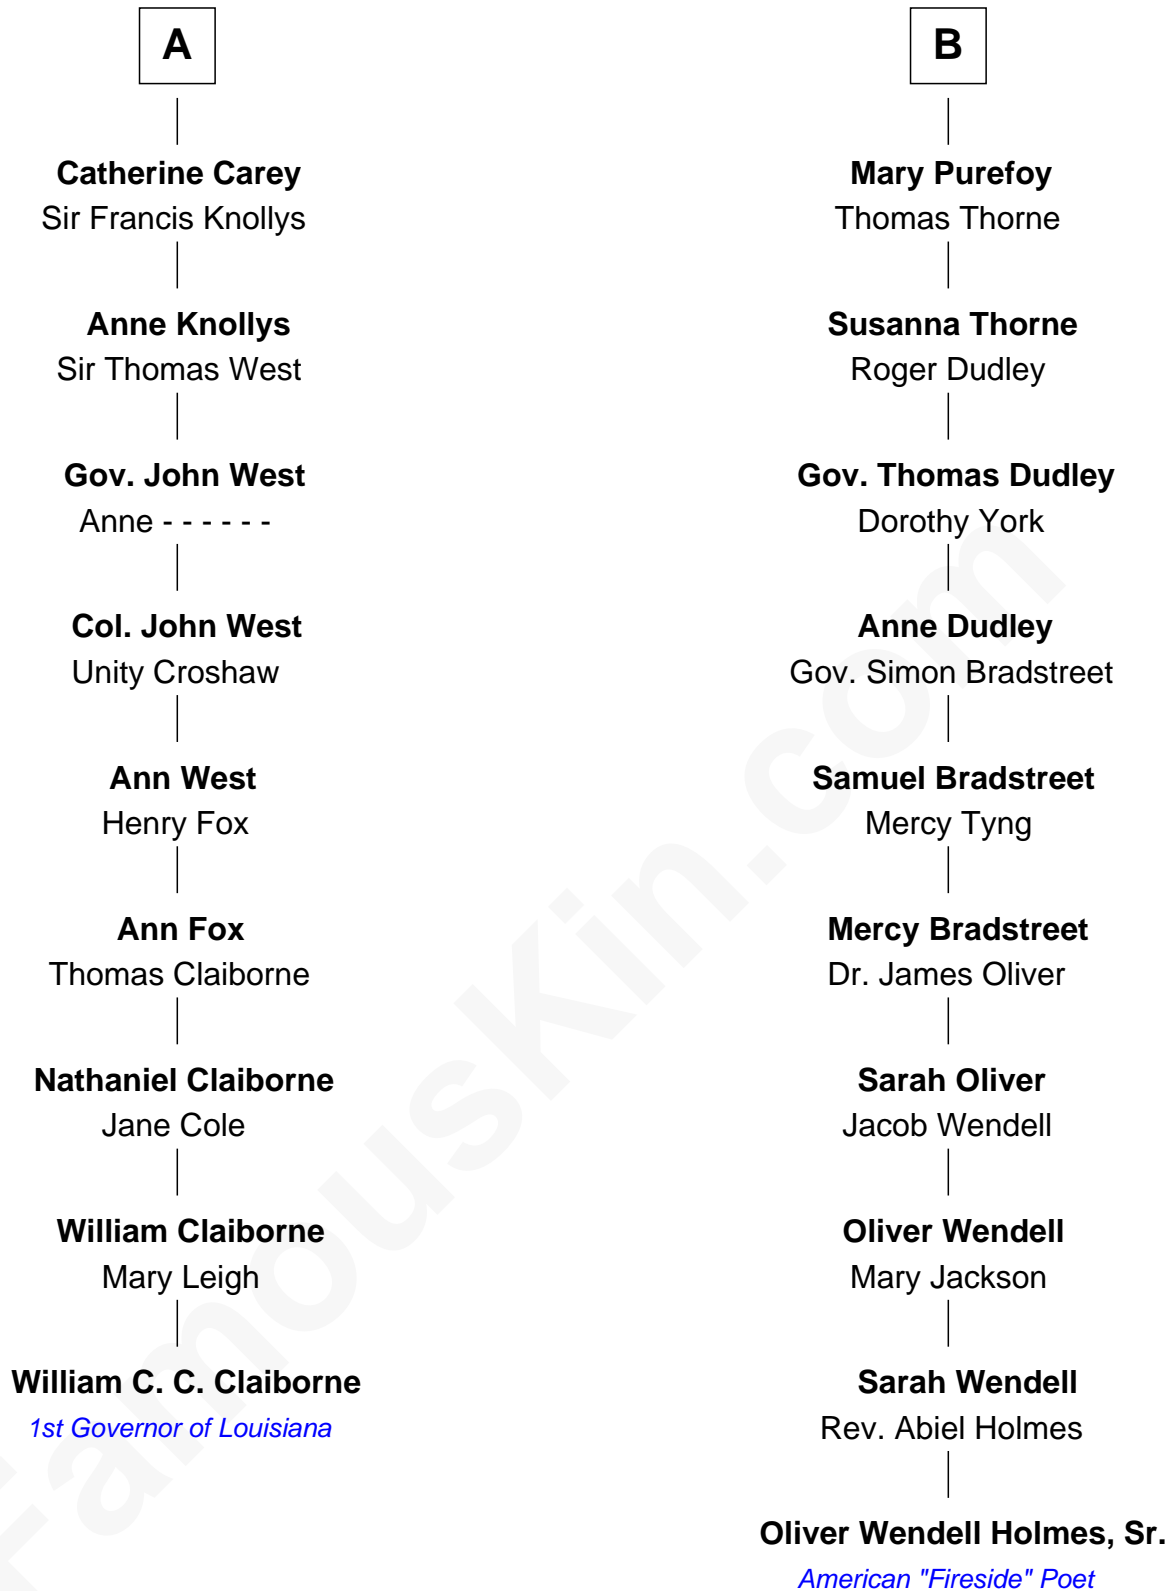 A
Catherine Carey
Sir Francis Knollys
Anne Knollys
Sir Thomas West
Gov. John West
Anne - - - - - -
Col. John West
Unity Croshaw
Ann West
Henry Fox
Ann Fox
Thomas Claiborne
Nathaniel Claiborne
Jane Cole
William Claiborne
Mary Leigh
William C. C. Claiborne
1st Governor of Louisiana
B
Mary Purefoy
Thomas Thorne
Susanna Thorne
Roger Dudley
Gov. Thomas Dudley
Dorothy York
Anne Dudley
Gov. Simon Bradstreet
Samuel Bradstreet
Mercy Tyng
Mercy Bradstreet
Dr. James Oliver
Sarah Oliver
Jacob Wendell
Oliver Wendell
Mary Jackson
Sarah Wendell
Rev. Abiel Holmes
Oliver Wendell Holmes, Sr.
American "Fireside" Poet
FamousKin.com